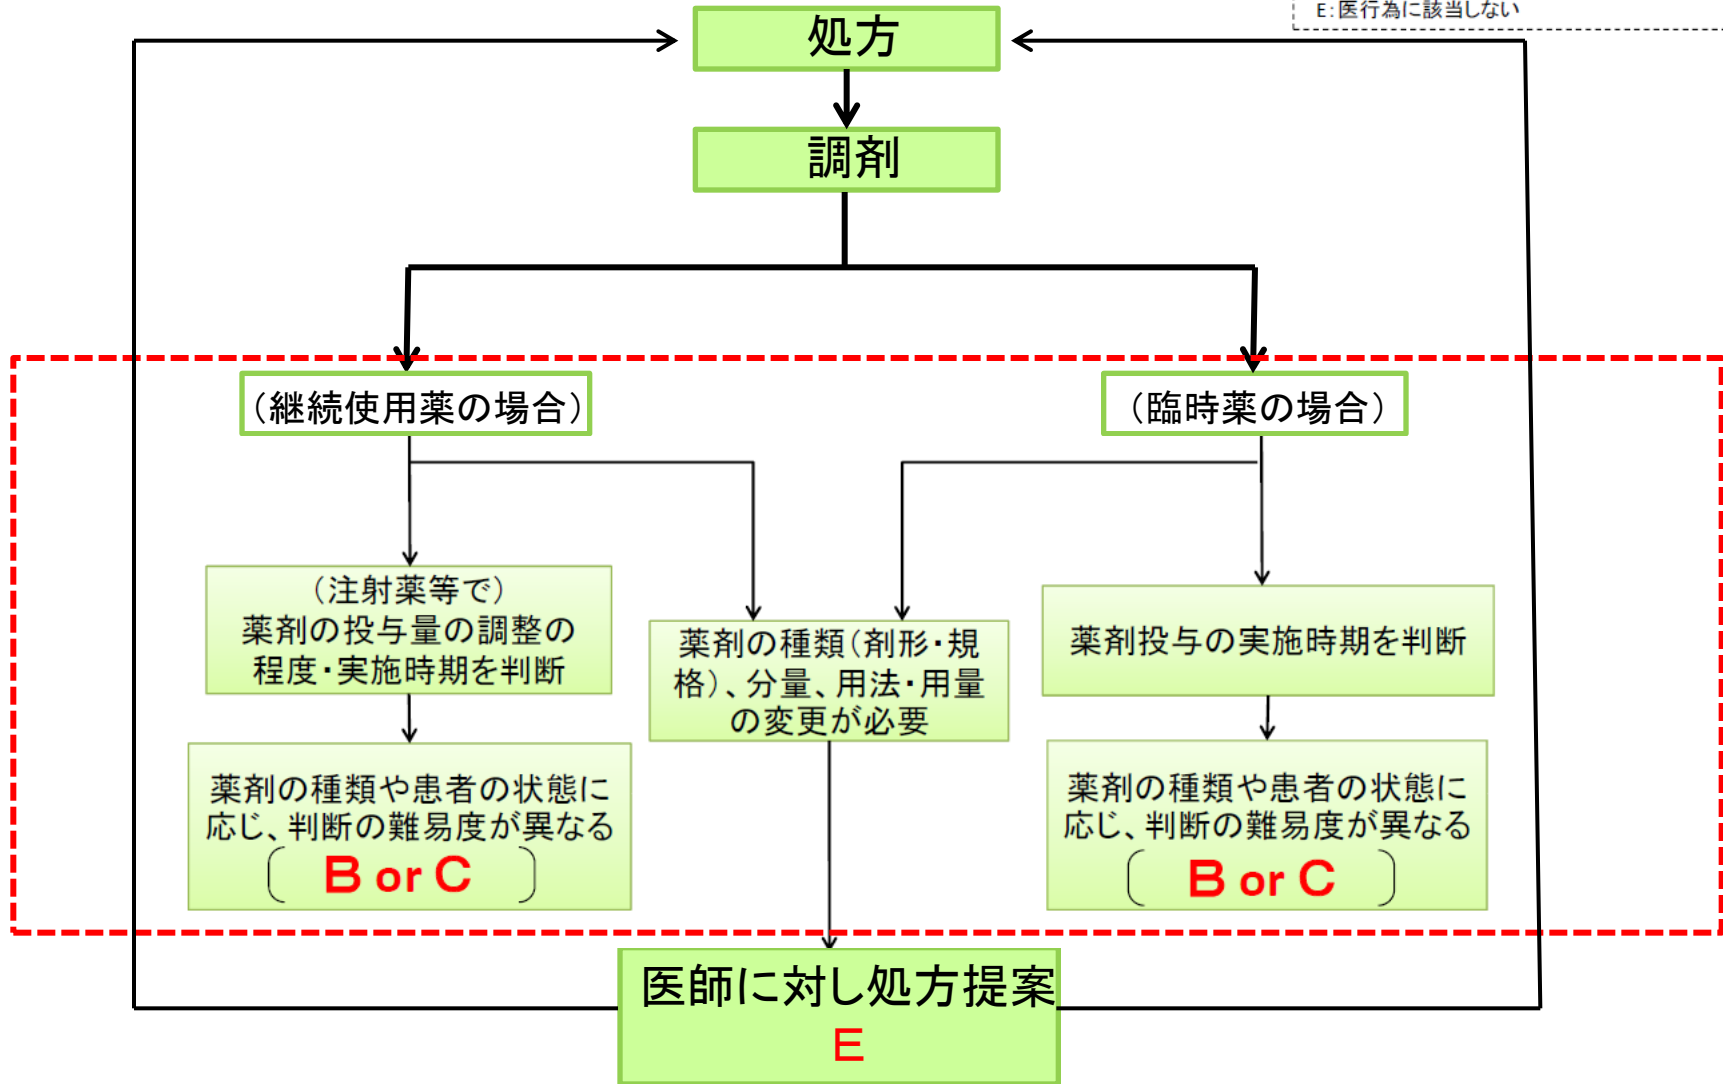 E:医行為に該当しない
処方
調剤
（継続使用薬の場合）
（臨時薬の場合）
（注射薬等で）
薬剤の投与量の調整の
程度・実施時期を判断
薬剤の種類（剤形・規
格）、分量、用法・用量
の変更が必要
薬剤投与の実施時期を判断
薬剤の種類や患者の状態に
応じ、判断の難易度が異なる
（ B or C ）
薬剤の種類や患者の状態に
応じ、判断の難易度が異なる
（ B or C ）
医師に対し処方提案
E